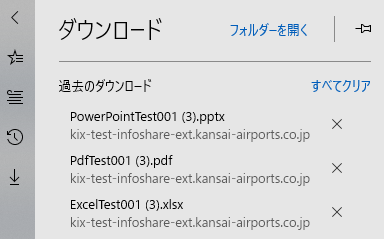 ダウンロード フォルダーを開く
過去のダウンロード すべてクリア
PowerPointTest001 (3).pptx
kix-test-infoshare-ext.kansai-airports.co.jp
PdfTest001 (3).pdf
kix-test-infoshare-ext.kansai-airports.co.jp
ExcelTest001 (3).xlsx
kix-test-infoshare-ext.kansai-airports.co.jp